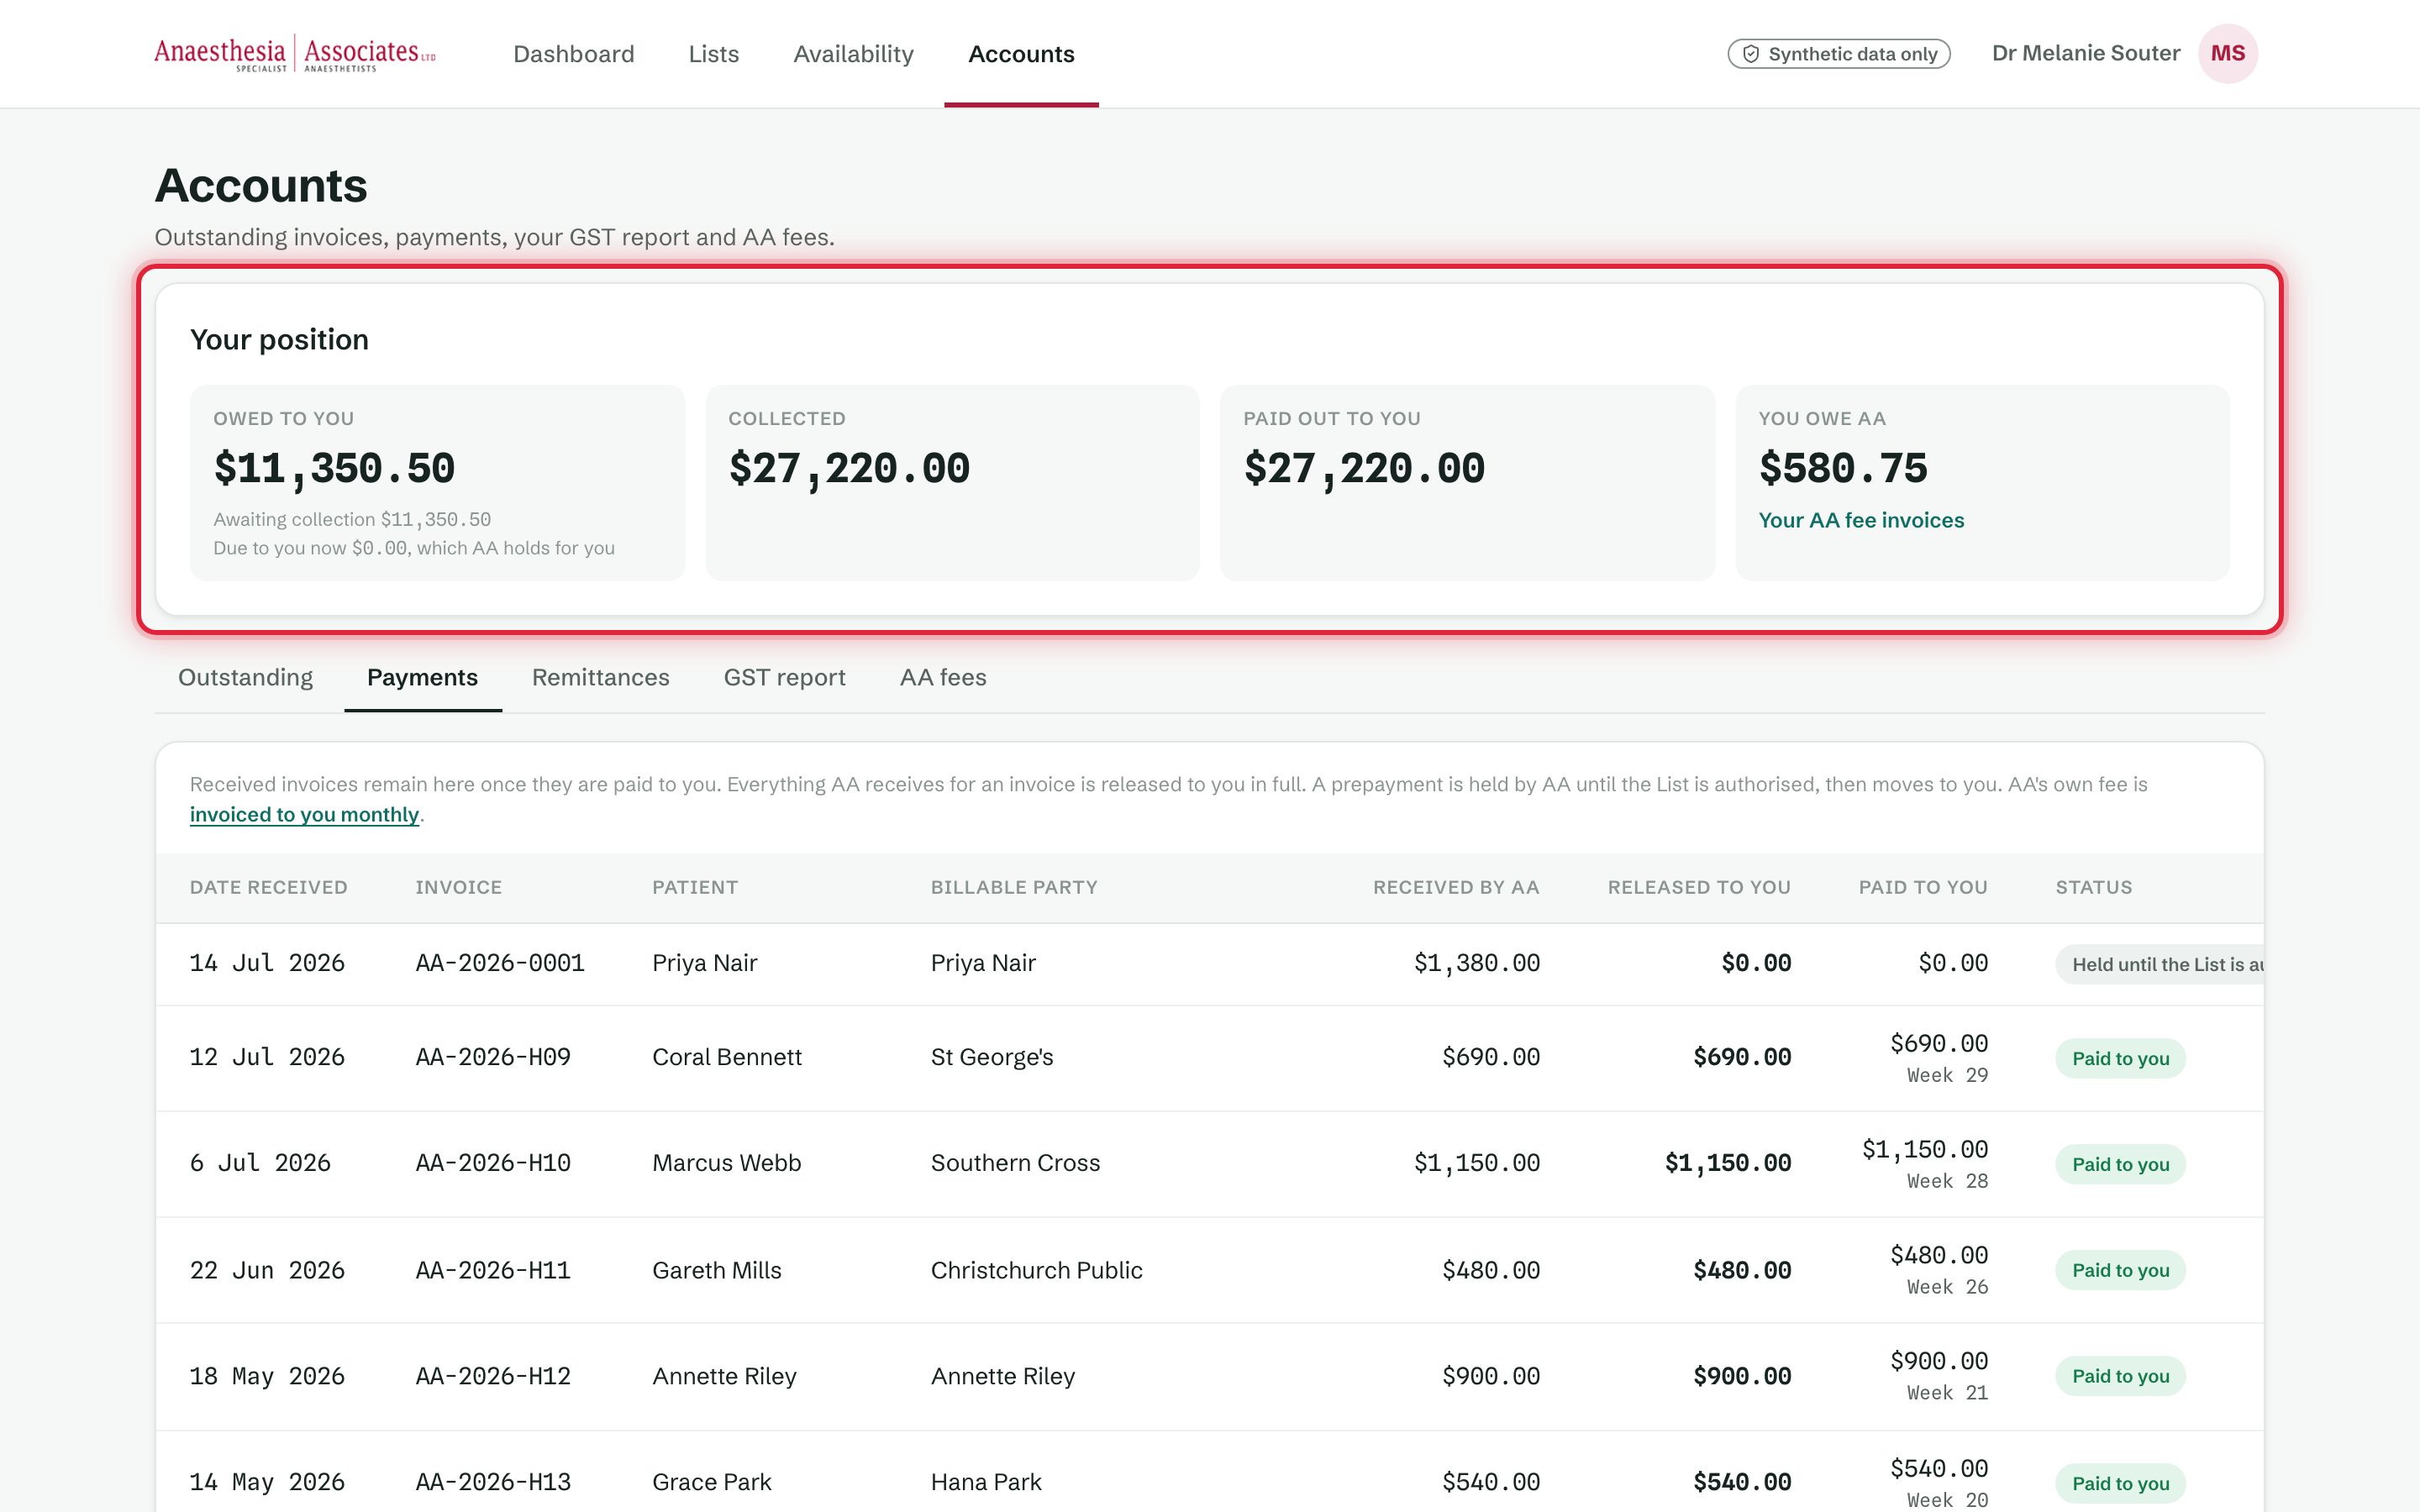 Anaesthesia Associates LTD
SPECIALIST ANAESTHETISTS
Dashboard
Lists
Availability
Accounts
Synthetic data only
Dr Melanie Souter
MS
Accounts
Outstanding invoices, payments, your GST report and AA fees.
Your position
OWED TO YOU
$11,350.50
Awaiting collection $11,350.50
Due to you now $0.00, which AA holds for you
COLLECTED
$27,220.00
PAID OUT TO YOU
$27,220.00
YOU OWE AA
$580.75
Your AA fee invoices
Outstanding
Payments
Remittances
GST report
AA fees
Received invoices remain here once they are paid to you. Everything AA receives for an invoice is released to you in full. A prepayment is held by AA until the List is authorised, then moves to you. AA's own fee is
invoiced to you monthly.
DATE RECEIVED INVOICE PATIENT BILLABLE PARTY RECEIVED BY AA RELEASED TO YOU PAID TO YOU STATUS
14 Jul 2026 AA-2026-0001 Priya Nair Priya Nair $1,380.00 $0.00 $0.00 Held until the List is
12 Jul 2026 AA-2026-H09 Coral Bennett St George's $690.00 $690.00 $690.00 Paid to you
Week 29
6 Jul 2026 AA-2026-H10 Marcus Webb Southern Cross $1,150.00 $1,150.00 $1,150.00 Paid to you
Week 28
22 Jun 2026 AA-2026-H11 Gareth Mills Christchurch Public $480.00 $480.00 $480.00 Paid to you
Week 26
18 May 2026 AA-2026-H12 Annette Riley Annette Riley $900.00 $900.00 $900.00 Paid to you
Week 21
14 May 2026 AA-2026-H13 Grace Park Hana Park $540.00 $540.00 $540.00 Paid to you
Week 20